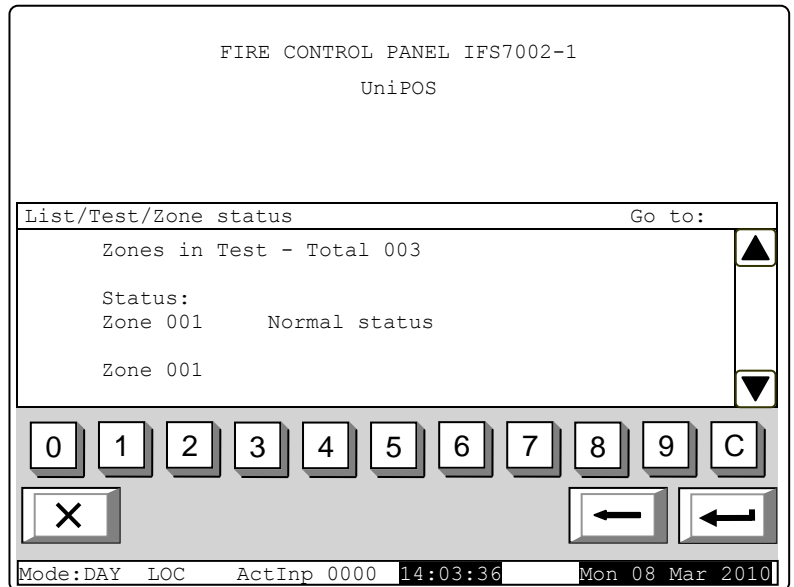 FIRE CONTROL PANEL IFS7002-1
UniPOS
List/Test/Zone status Go to:
Zones in Test - Total 003
Status:
Zone 001 Normal status
Zone 001
0 1 2 3 4 5 6 7 8 9 C
Mode:DAY LOC ActInp 0000 14:03:36 Mon 08 Mar 2010